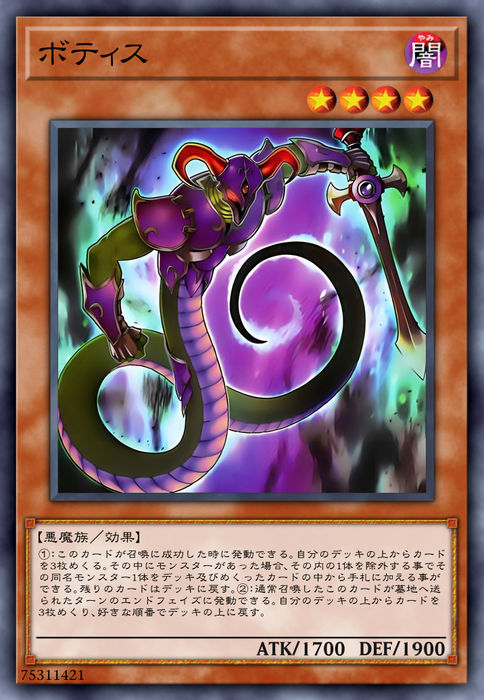 ボティス
やみ
闇
【悪魔族／効果】
①:このカードが召喚に成功した時に発動できる。自分のデッキの上からカード
を3枚めくる。その中にモンスターがあった場合、その内の1体を除外する事でそ
の同名モンスター1体をデッキ及びめくったカードの中から手札に加える事が
できる。残りのカードはデッキに戻す。②:通常召喚したこのカードが墓地へ送
られたターンのエンドフェイズに発動できる。自分のデッキの上からカードを
3枚めくり、好きな順番でデッキの上に戻す。
ATK/1700 DEF/1900
75311421